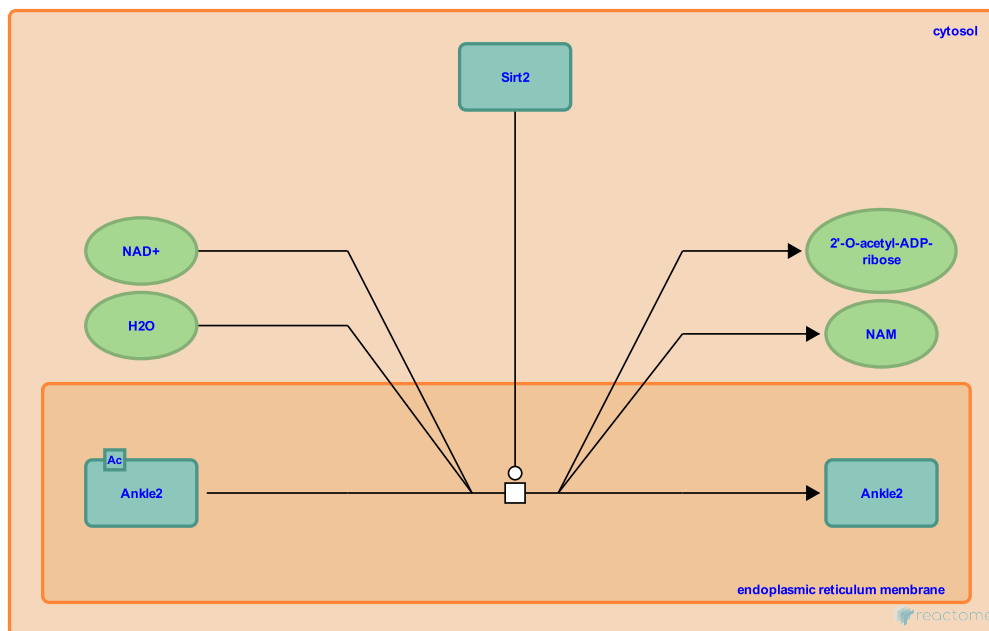 cytosol
Sirt2
NAD+
2'-O-acetyl-ADP-
ribose
H2O
NAM
Ac
Ankle2
Ankle2
endoplasmic reticulum membrane
reactome